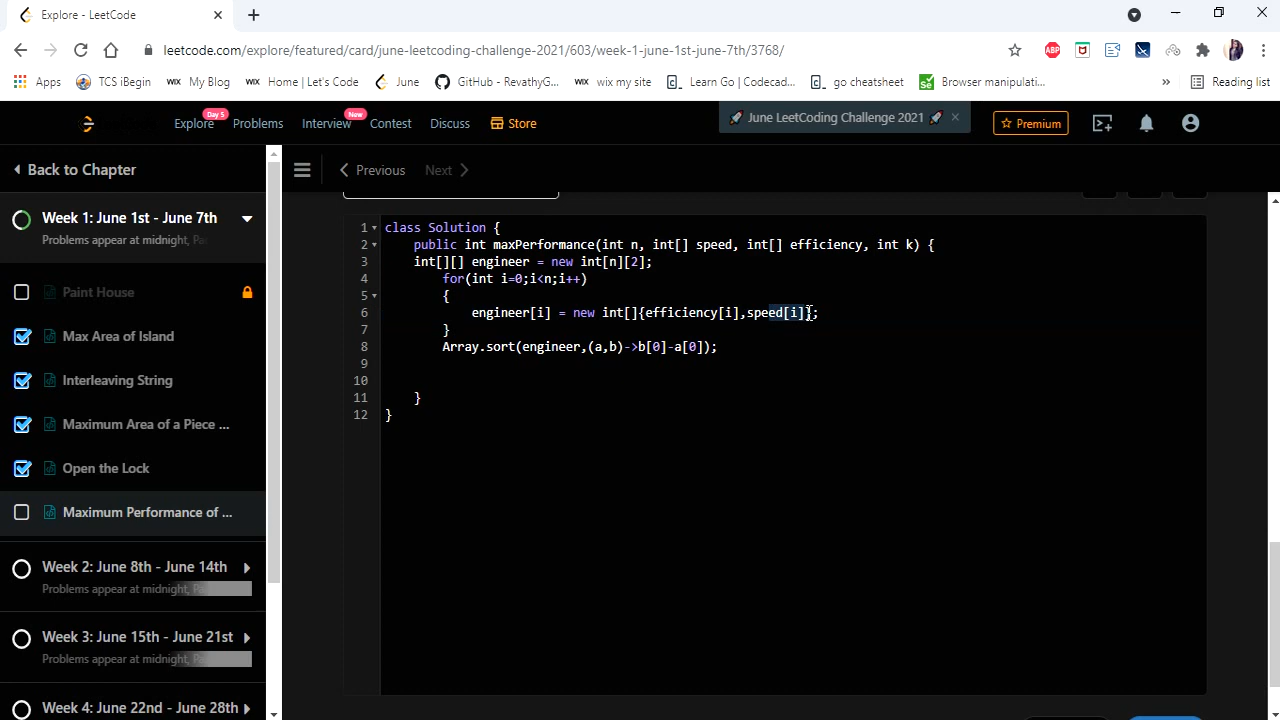 Explore - LeetCode
leetcode.com/explore/featured/card/june-leetcoding-challenge-2021/603/week-1-june-1st-june-7th/3768/
ABP
Apps TCS iBegin WIX My Blog WIX Home | Let's Code June GitHub - RevathyG... WIX wix my site Learn Go | Codecad... go cheatsheet Browser manipulati... » Reading list
Day 5 New
Explore Problems Interview Contest Discuss Store June LeetCoding Challenge 2021 Premium
Back to Chapter
Previous Next
Week 1: June 1st - June 7th
Problems appear at midnight, Pa
Paint House
Max Area of Island
Interleaving String
Maximum Area of a Piece ...
Open the Lock
Maximum Performance of ...
Week 2: June 8th - June 14th
Problems appear at midnight, Pa
Week 3: June 15th - June 21st
Problems appear at midnight, Pa
Week 4: June 22nd - June 28th
1 class Solution {
2 public int maxPerformance(int n, int[] speed, int[] efficiency, int k) {
3 int[][] engineer = new int[n][2];
4 for(int i=0;i<n;i++)
5 {
6 engineer[i] = new int[]{efficiency[i],speed[i]};
7 }
8 Array.sort(engineer,(a,b)->b[0]-a[0]);
9
10
11 }
12 }